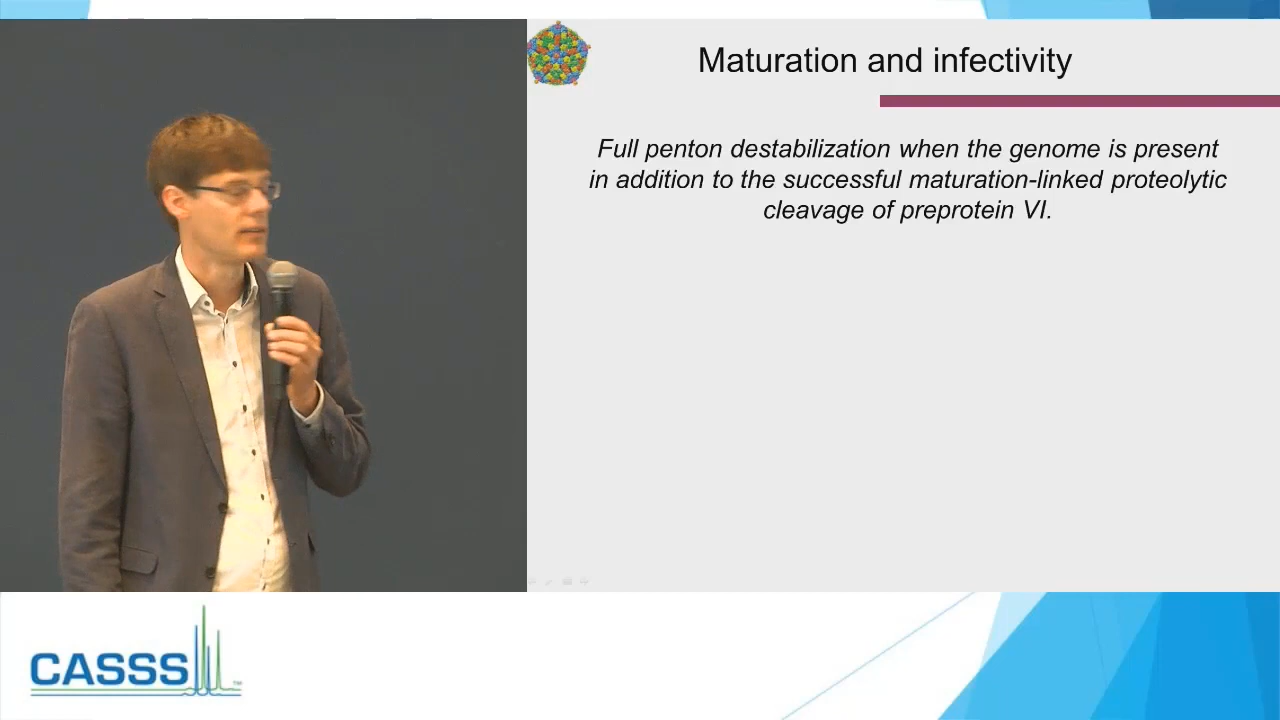 Maturation and infectivity
Full penton destabilization when the genome is present
in addition to the successful maturation-linked proteolytic
cleavage of preprotein VI.
CASSS™